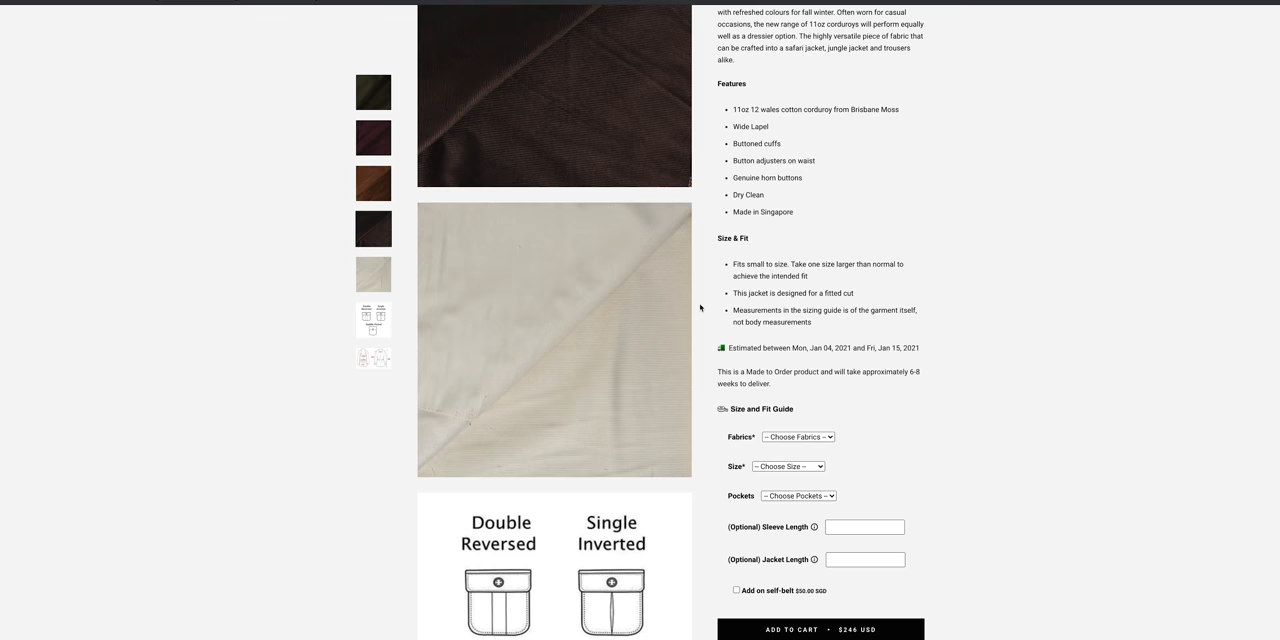 with refreshed colours for fall winter. Often worn for casual
occasions, the new range of 11oz corduroys will perform equally
well as a dressier option. The highly versatile piece of fabric that
can be crafted into a safari jacket, jungle jacket and trousers
alike.
Features
• 11oz 12 wales cotton corduroy from Brisbane Moss
• Wide Lapel
• Buttoned cuffs
• Button adjusters on waist
• Genuine horn buttons
• Dry Clean
• Made in Singapore
Size & Fit
• Fits small to size. Take one size larger than normal to
achieve the intended fit
• This jacket is designed for a fitted cut
• Measurements in the sizing guide is of the garment itself,
not body measurements
Estimated between Mon, Jan 04, 2021 and Fri, Jan 15, 2021
This is a Made to Order product and will take approximately 6-8
weeks to deliver.
Size and Fit Guide
Fabrics* -- Choose Fabrics --
Size* -- Choose Size --
Pockets -- Choose Pockets --
(Optional) Sleeve Length
(Optional) Jacket Length
Add on self-belt $50.00 SGD
ADD TO CART • $246 USD
Double Single
Reversed Inverted